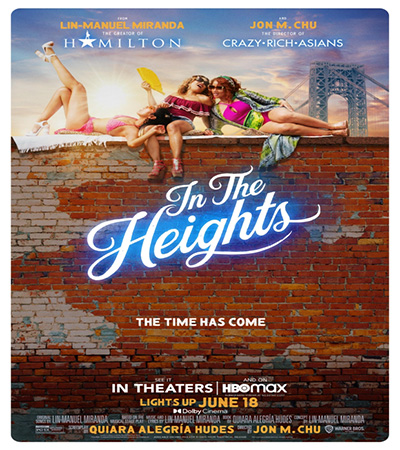 FROM
LIN-MANUEL MIRANDA
THE CREATOR OF
HAMILTON
AND
JON M. CHU
THE DIRECTOR OF
CRAZY·RICH·ASIANS
In The
Heights
THE TIME HAS COME
SEE IT
IN THEATERS | HBOmax
AND ON
LIGHTS UP JUNE 18
Dolby Cinema
LIN-MANUEL MIRANDA
QUIARA ALEGRÍA HUDES
LIN-MANUEL MIRANDA
QUIARA ALEGRÍA HUDES
JON M. CHU
WARNER BROS.